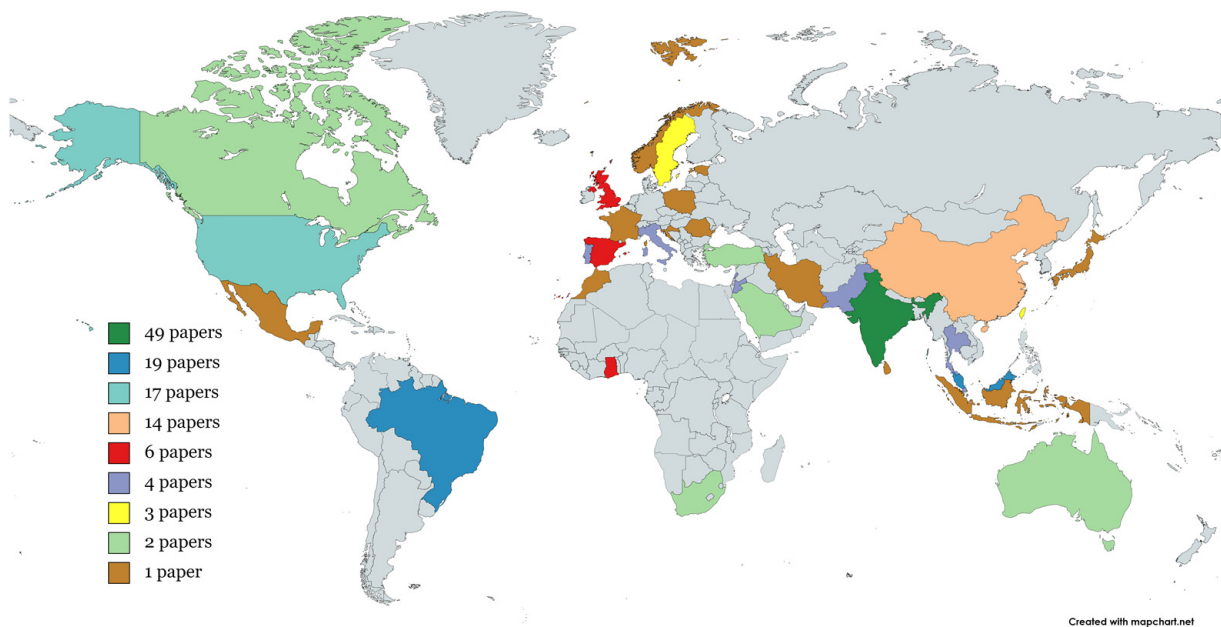 49 papers
19 papers
17 papers
14 papers
6 papers
4 papers
3 papers
2 papers
1 paper
Created with mapchart.net